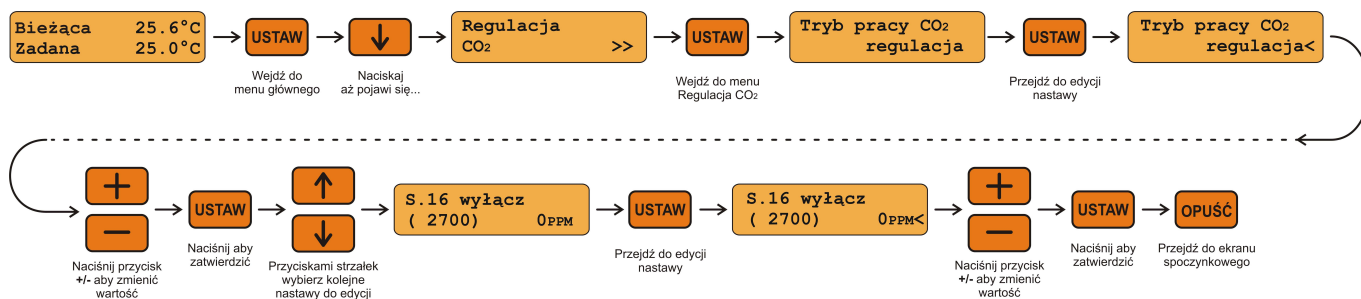 Bieżąca 25.6°C
Zadana 25.0°C
USTAW
Wejdź do
menu głównego
Naciskaj
aż pojawi się...
Regulacja
CO₂ >>
USTAW
Wejdź do menu
Regulacja CO₂
Tryb pracy CO₂
regulacja
USTAW
Przejdź do edycji
nastawy
Tryb pracy CO₂
regulacja<
Naciśnij przycisk
+/- aby zmienić
wartość
USTAW
Naciśnij aby
zatwierdzić
Przyciskami strzałek
wybierz kolejne
nastawy do edycji
S.16 wyłącz
( 2700) 0PPM
USTAW
Przejdź do edycji
nastawy
S.16 wyłącz
( 2700) 0PPM<
Naciśnij przycisk
+/- aby zmienić
wartość
USTAW
Naciśnij aby
zatwierdzić
OPUŚĆ
Przejdź do ekranu
spoczynkowego